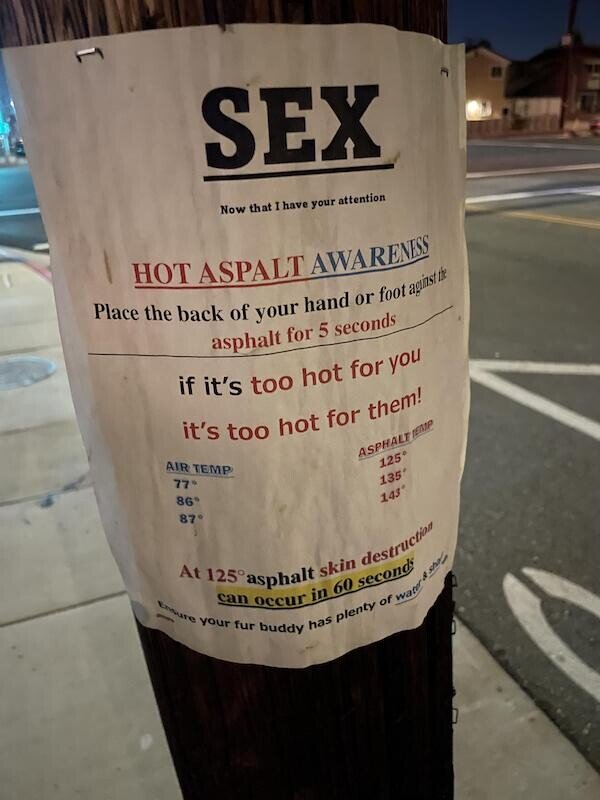 SEX
Now that I have your attention
HOT ASPALT AWARENESS
Place the back of your hand or foot against the
asphalt for 5 seconds
if it's too hot for you
it's too hot for them!
AIR TEMP
77°
86°
87°
ASPHALT TEMP
125°
135°
143°
At 125° asphalt skin destruction
can occur in 60 seconds
Ensure your fur buddy has plenty of water &